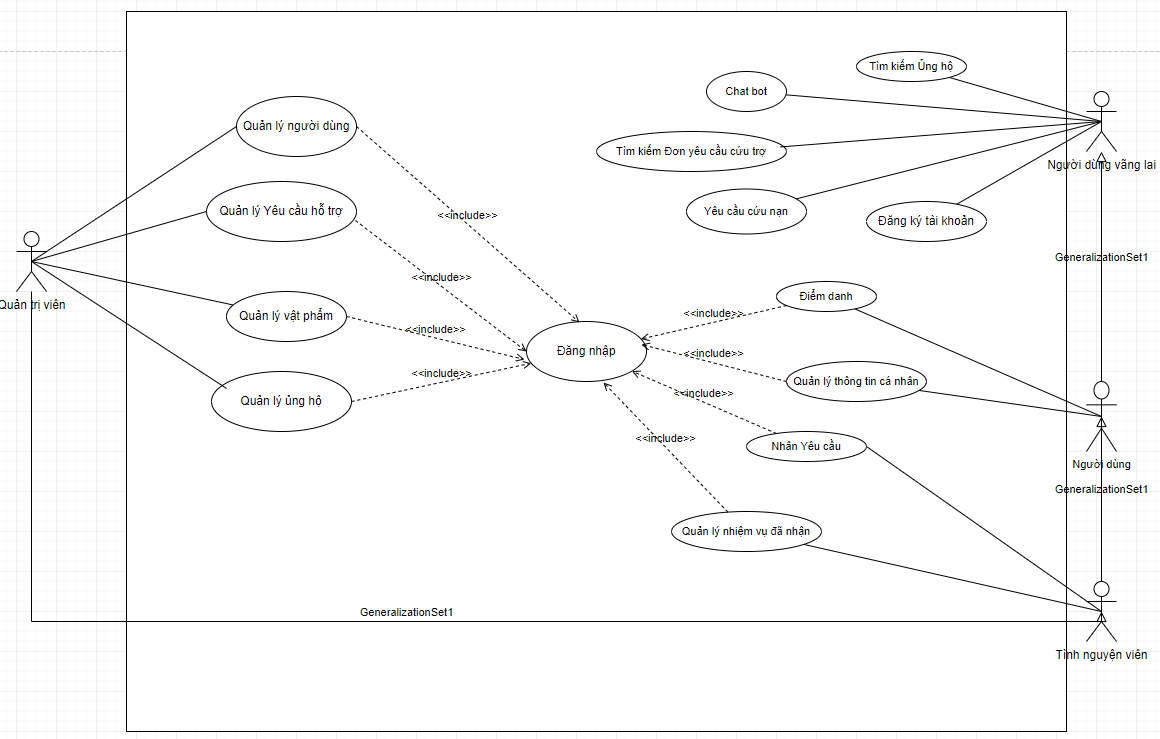 Tìm kiếm Ủng hộ
Chat bot
Quản lý người dùng
Tìm kiếm Đơn yêu cầu cứu trợ
Người dùng vãng lai
Quản lý Yêu cầu hỗ trợ
Yêu cầu cứu nạn
Đăng ký tài khoản
<<include>>
GeneralizationSet1
<<include>>
Quản trị viên
Điểm danh
Quản lý vật phẩm
<<include>>
<<include>>
Đăng nhập
<<include>>
<<include>>
Quản lý thông tin cá nhân
Quản lý ủng hộ
<<include>>
<<include>>
Nhân Yêu cầu
Người dùng
GeneralizationSet1
Quản lý nhiệm vụ đã nhận
GeneralizationSet1
Tình nguyện viên